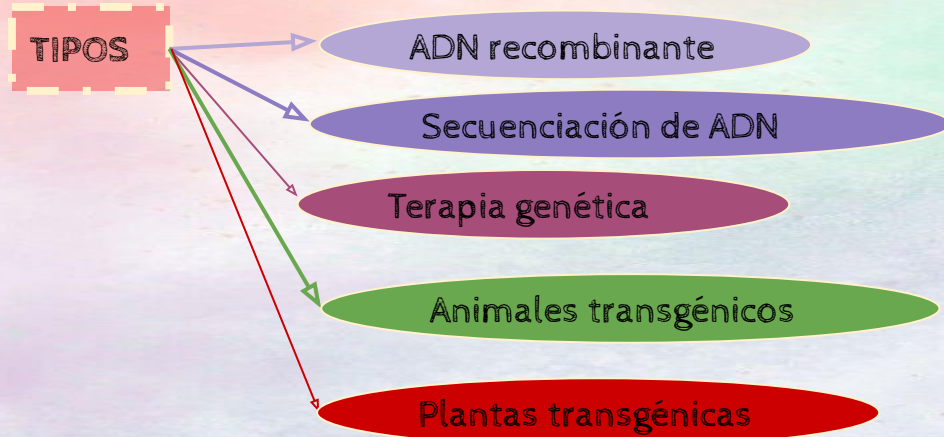 TIPOS
ADN recombinante
Secuenciación de ADN
Terapia genética
Animales transgénicos
Plantas transgénicas